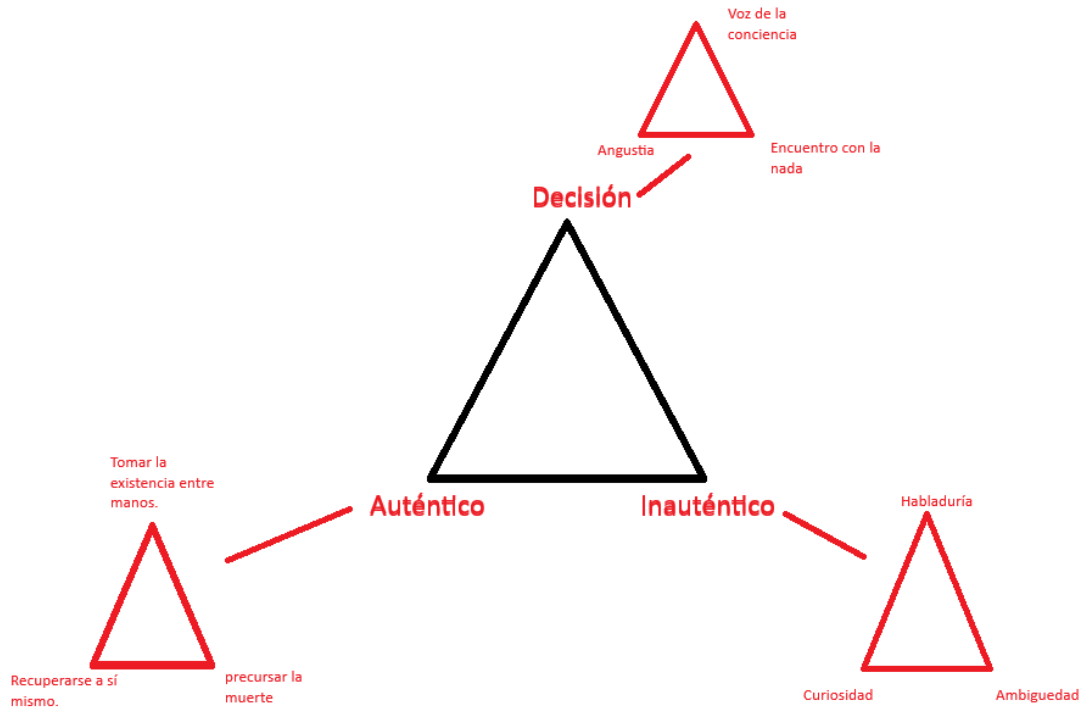 Voz de la
conciencia
Angustia
Encuentro con la
nada
Decisión
Auténtico
Inauténtico
Tomar la
existencia entre
manos.
Recuperarse a sí
mismo.
precursar la
muerte
Habladuría
Curiosidad
Ambiguedad